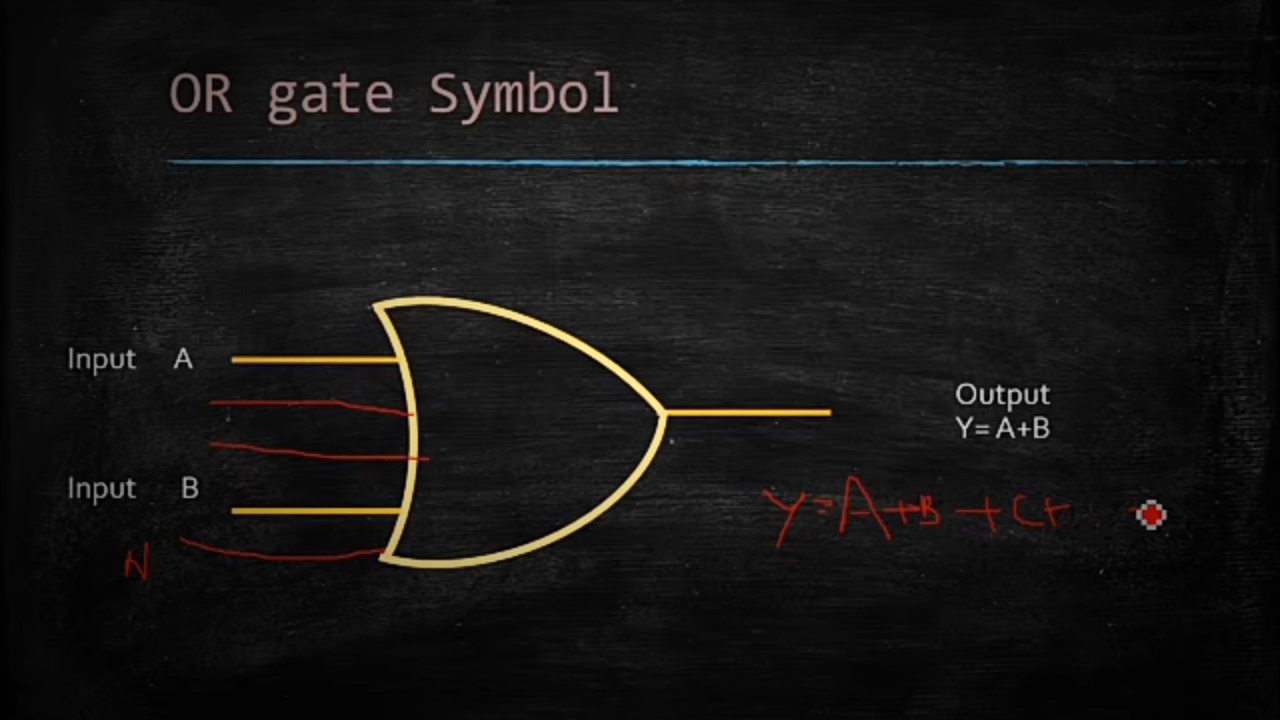 OR gate Symbol
Input A
Output
Y= A+B
Input B
Y=A+B+C+
N